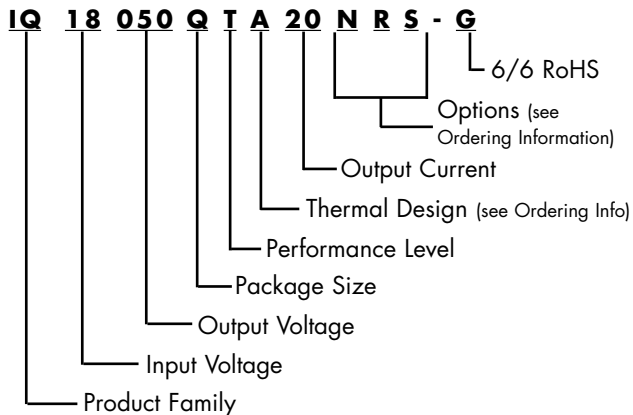 IQ 18 050 Q T A 20 N R S - G
6/6 RoHS
Options (see
Ordering Information)
Output Current
Thermal Design (see Ordering Info)
Performance Level
Package Size
Output Voltage
Input Voltage
Product Family